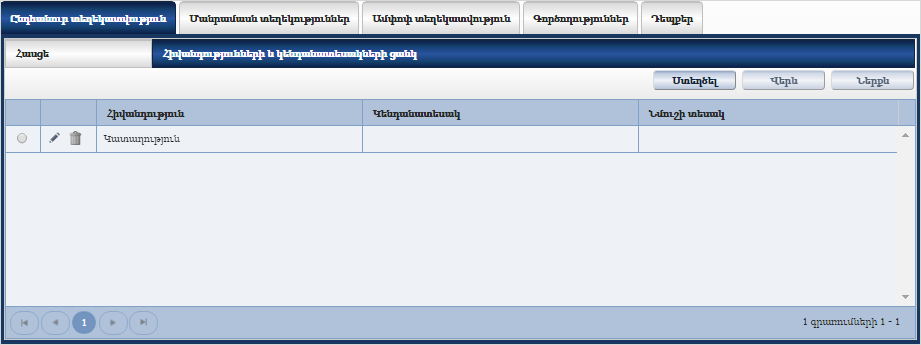 Ընդհանուր տեղեկատվություն
Մանրամասն տեղեկություններ
Ամփոփ տեղեկատվություն
Գործողություններ
Դեպքեր
Հասցե
Հիվանդությունների և կենդանատեսակների ցանկ
Ստեղծել
Վերև
Ներքև
Հիվանդություն
Կենդանատեսակ
Նմուշի տեսակ
Կատաղություն
1
1 գրառումների 1 - 1